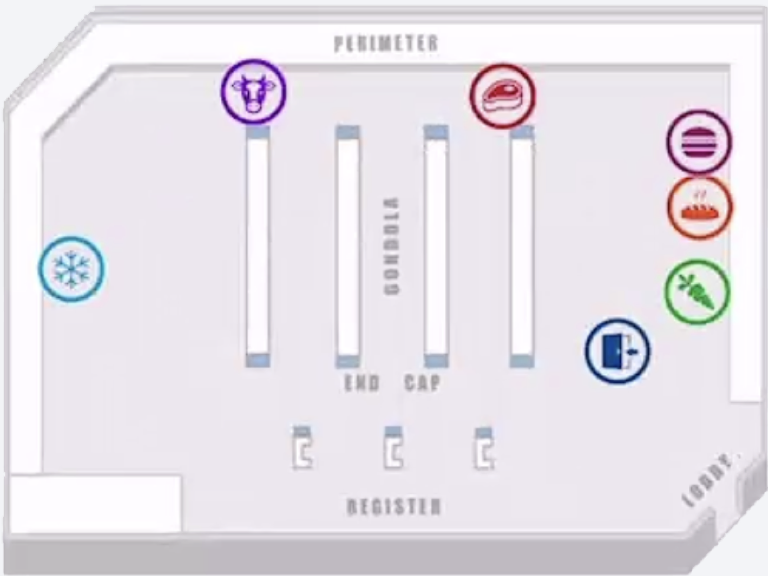 PERIMETER
GONDOLA
END CAP
REGISTER
LOBBY